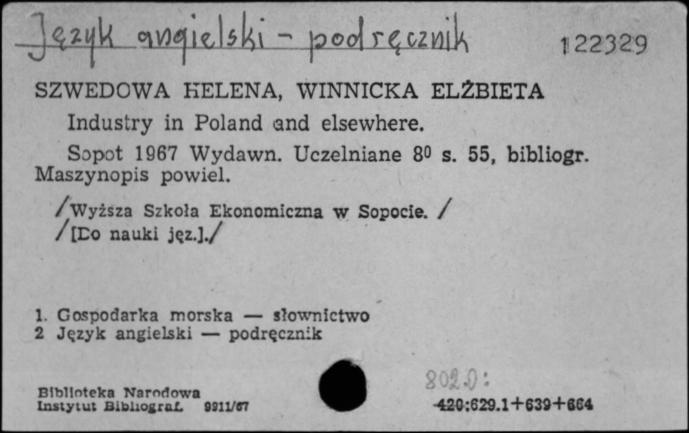 Język angielski - podręcznik
122329
SZWEDOWA HELENA, WINNICKA ELŻBIETA
Industry in Poland and elsewhere.
Sopot 1967 Wydawn. Uczelniane 8⁰ s. 55, bibliogr.
Maszynopis powiel.
/Wyższa Szkoła Ekonomiczna w Sopocie. /
/[Do nauki jęz.]./
1. Gospodarka morska — słownictwo
2 Język angielski — podręcznik
802.0:
Biblioteka Narodowa
Instytut Bibliograf. 9911/67
420:629.1+639+664